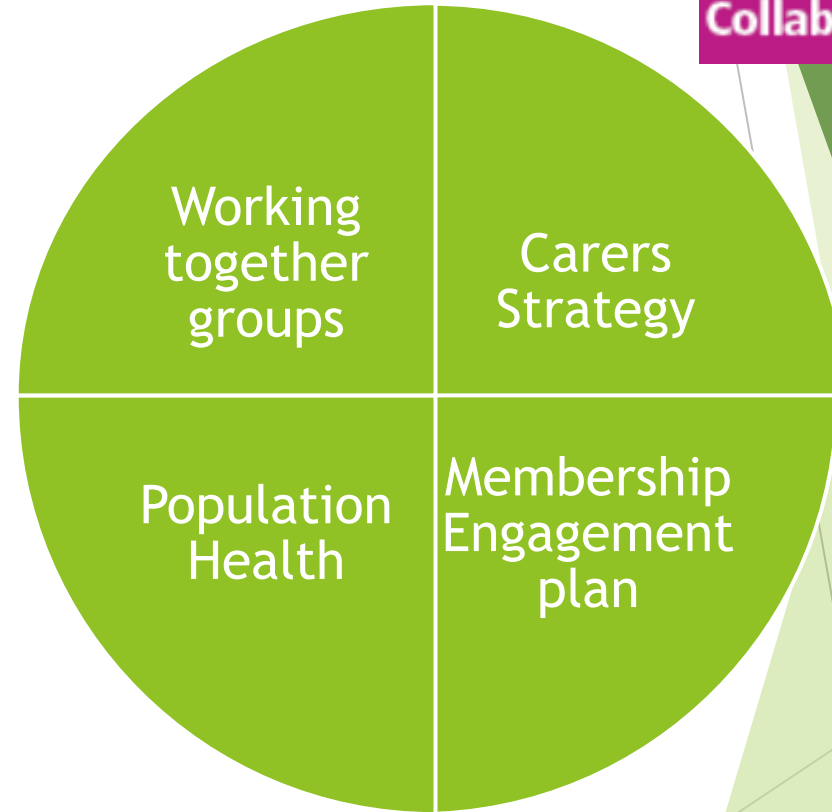 Collab
Working
together
groups
Carers
Strategy
Population
Health
Membership
Engagement
plan